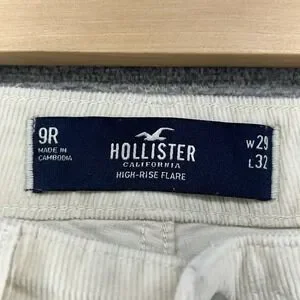 9R
MADE IN
CAMBODIA
HOLLISTER
CALIFORNIA
HIGH-RISE FLARE
W 29
L 32